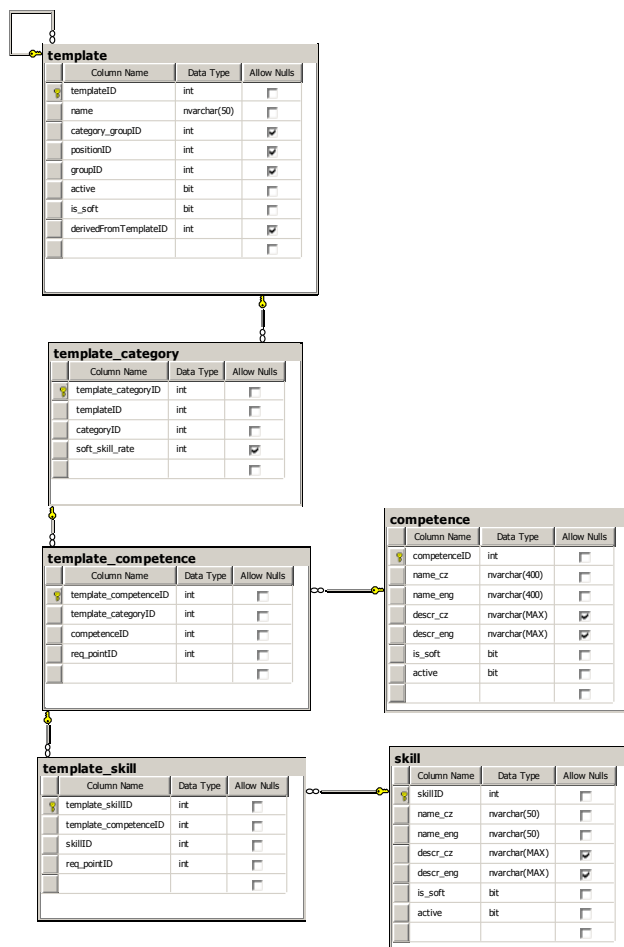 template
Column Name Data Type Allow Nulls
templateID int
name nvarchar(50)
category_groupID int
positionID int
groupID int
active bit
is_soft bit
derivedFromTemplateID int
template_category
Column Name Data Type Allow Nulls
template_categoryID int
templateID int
categoryID int
soft_skill_rate int
template_competence
Column Name Data Type Allow Nulls
template_competenceID int
template_categoryID int
competenceID int
req_pointID int
competence
Column Name Data Type Allow Nulls
competenceID int
name_cz nvarchar(400)
name_eng nvarchar(400)
descr_cz nvarchar(MAX)
descr_eng nvarchar(MAX)
is_soft bit
active bit
template_skill
Column Name Data Type Allow Nulls
template_skillID int
template_competenceID int
skillID int
req_pointID int
skill
Column Name Data Type Allow Nulls
skillID int
name_cz nvarchar(50)
name_eng nvarchar(50)
descr_cz nvarchar(MAX)
descr_eng nvarchar(MAX)
is_soft bit
active bit